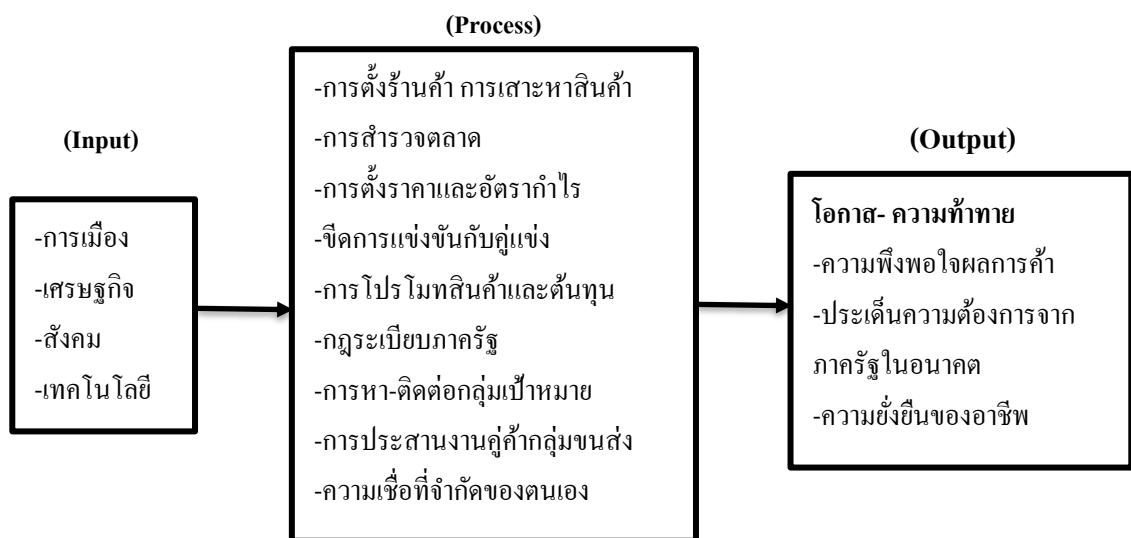 (Input)
-การเมือง
-เศรษฐกิจ
-สังคม
-เทคโนโลยี
(Process)
-การตั้งร้านค้า การเสาะหาสินค้า
-การสำรวจตลาด
-การตั้งราคาและอัตรากำไร
-ขีดการแข่งขันกับคู่แข่ง
-การโปรโมทสินค้าและต้นทุน
-กฎระเบียบภาครัฐ
-การหา-ติดต่อกลุ่มเป้าหมาย
-การประสานงานคู่ค้ากลุ่มขนส่ง
-ความเชื่อที่จำกัดของตนเอง
(Output)
โอกาส- ความท้าทาย
-ความพึงพอใจผลการค้า
-ประเด็นความต้องการจาก
ภาครัฐในอนาคต
-ความยั่งยืนของอาชีพ